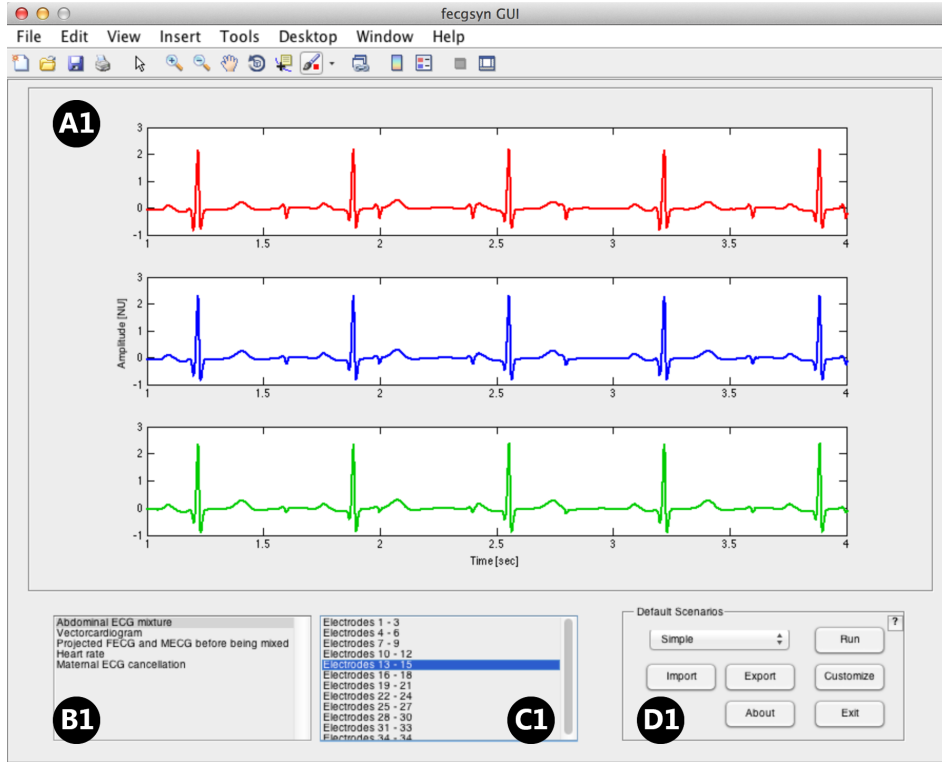 fecgsyn GUI
File Edit View Insert Tools Desktop Window Help
A1
3
2
1
0
-1
1 1.5 2 2.5 3 3.5 4
Amplitude [NU]
3
2
1
0
-1
1 1.5 2 2.5 3 3.5 4
3
2
1
0
-1
1 1.5 2 2.5 3 3.5 4
Time [sec]
Abdominal ECG mixture
Vectorcardiogram
Projected FECG and MECG before being mixed
Heart rate
Maternal ECG cancellation
B1
Electrodes 1 - 3
Electrodes 4 - 6
Electrodes 7 - 9
Electrodes 10 - 12
Electrodes 13 - 15
Electrodes 16 - 18
Electrodes 19 - 21
Electrodes 22 - 24
Electrodes 25 - 27
Electrodes 28 - 30
Electrodes 31 - 33
Electrodes 34 - 34
C1
Default Scenarios
?
Simple Run
Import Export Customize
About Exit
D1